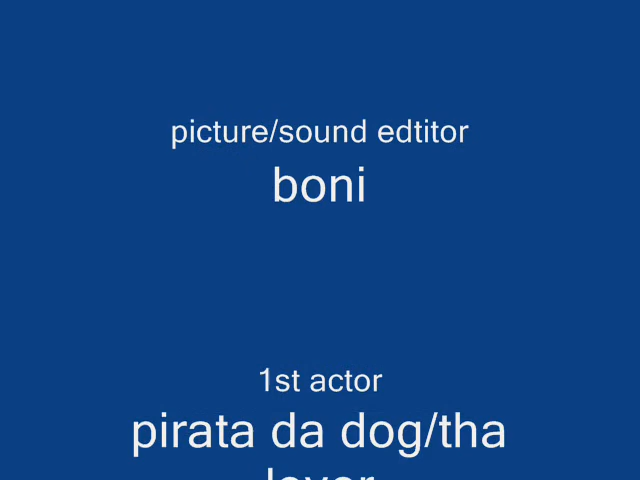 picture/sound edtitor
boni
1st actor
pirata da dog/tha